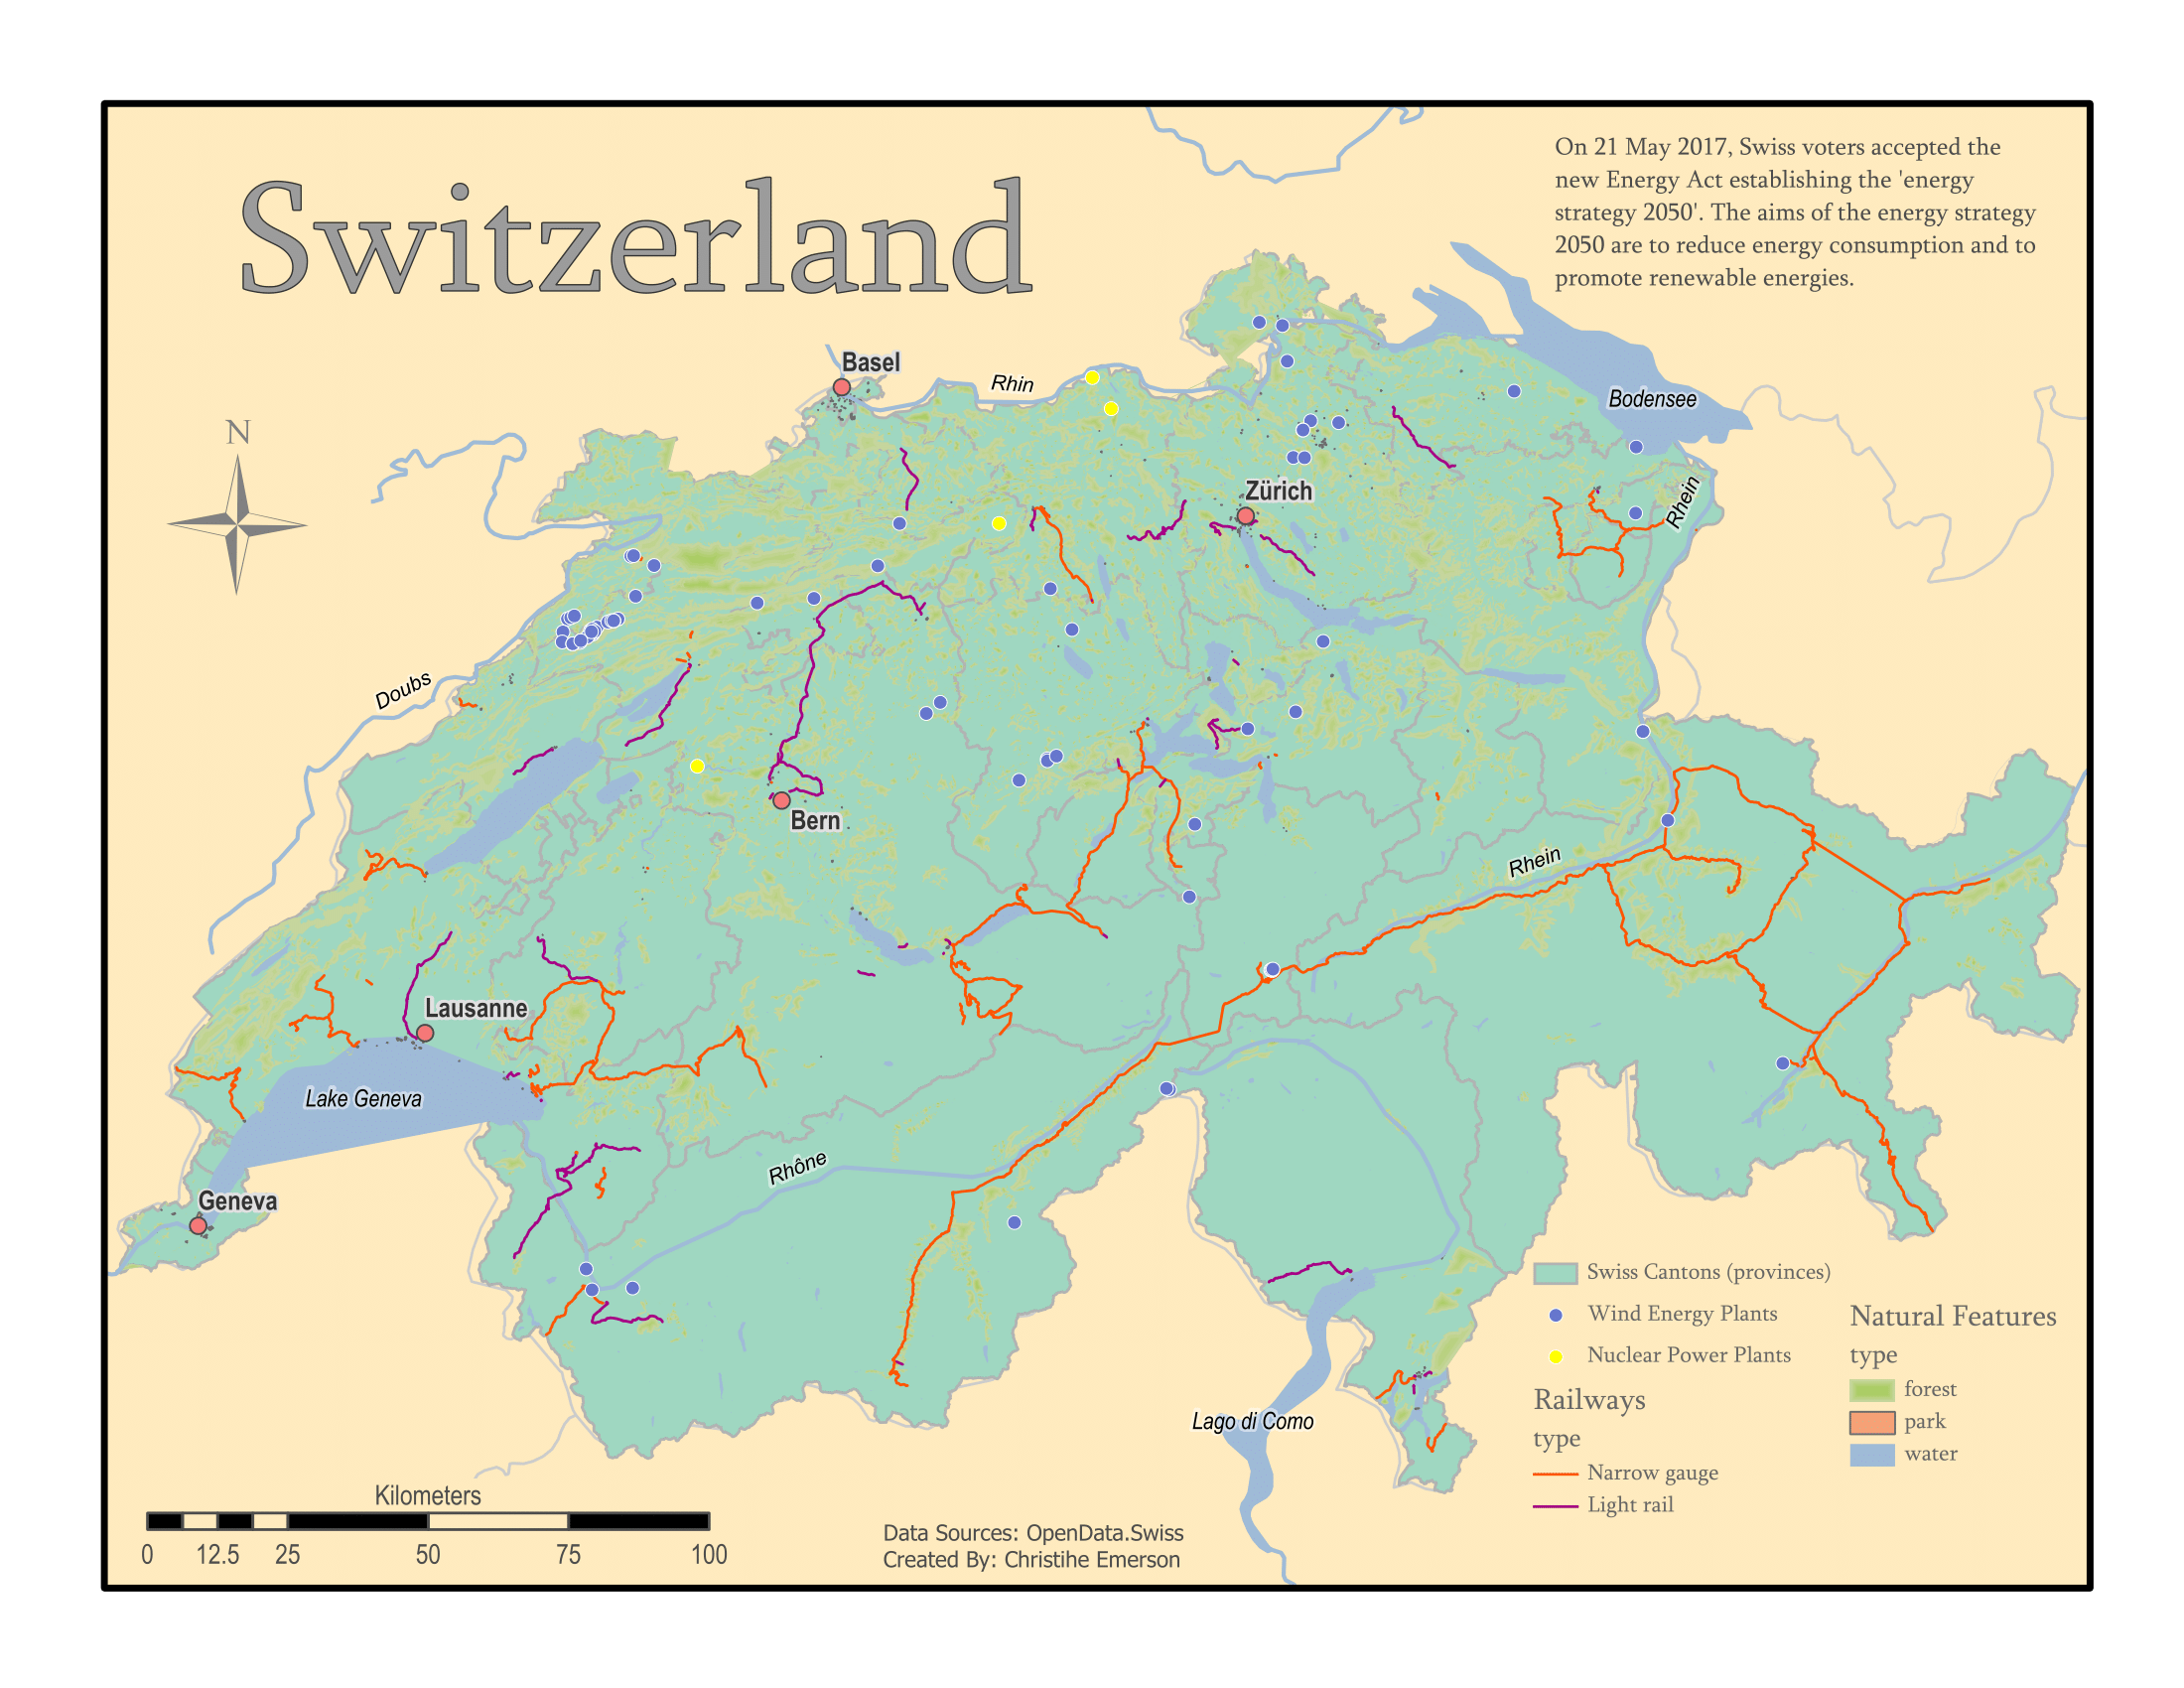 Switzerland
On 21 May 2017, Swiss voters accepted the
new Energy Act establishing the 'energy
strategy 2050'. The aims of the energy strategy
2050 are to reduce energy consumption and to
promote renewable energies.
Basel
Rhin
Bodensee
N
Zürich
Rhein
Doubs
Bern
Rhein
Lausanne
Lake Geneva
Rhône
Geneva
Lago di Como
Swiss Cantons (provinces)
Wind Energy Plants
Nuclear Power Plants
Railways
type
Narrow gauge
Light rail
Natural Features
type
forest
park
water
Kilometers
0 12.5 25 50 75 100
Data Sources: OpenData.Swiss
Created By: Christihe Emerson